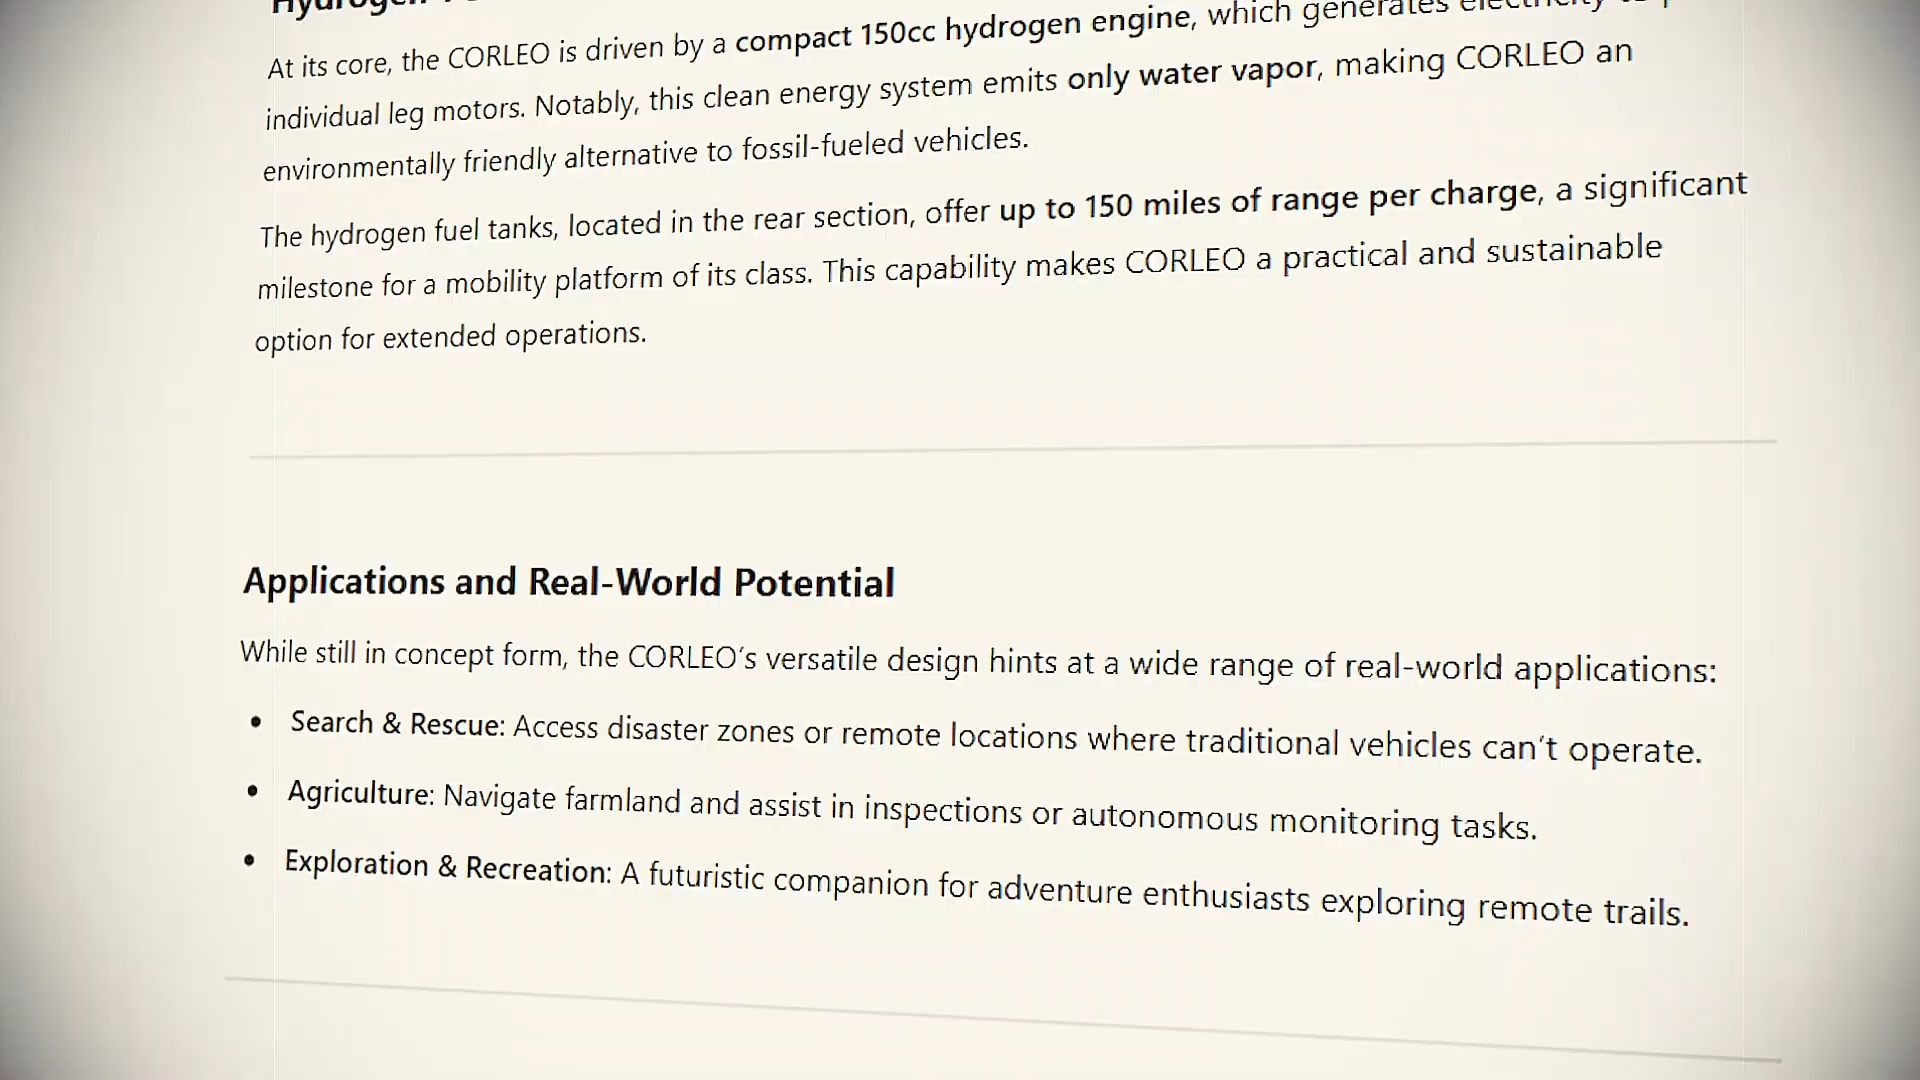 At its core, the CORLEO is driven by a compact 150cc hydrogen engine, which generates
individual leg motors. Notably, this clean energy system emits only water vapor, making CORLEO an
environmentally friendly alternative to fossil-fueled vehicles.
The hydrogen fuel tanks, located in the rear section, offer up to 150 miles of range per charge, a significant
milestone for a mobility platform of its class. This capability makes CORLEO a practical and sustainable
option for extended operations.
Applications and Real-World Potential
While still in concept form, the CORLEO’s versatile design hints at a wide range of real-world applications:
• Search & Rescue: Access disaster zones or remote locations where traditional vehicles can’t operate.
• Agriculture: Navigate farmland and assist in inspections or autonomous monitoring tasks.
• Exploration & Recreation: A futuristic companion for adventure enthusiasts exploring remote trails.